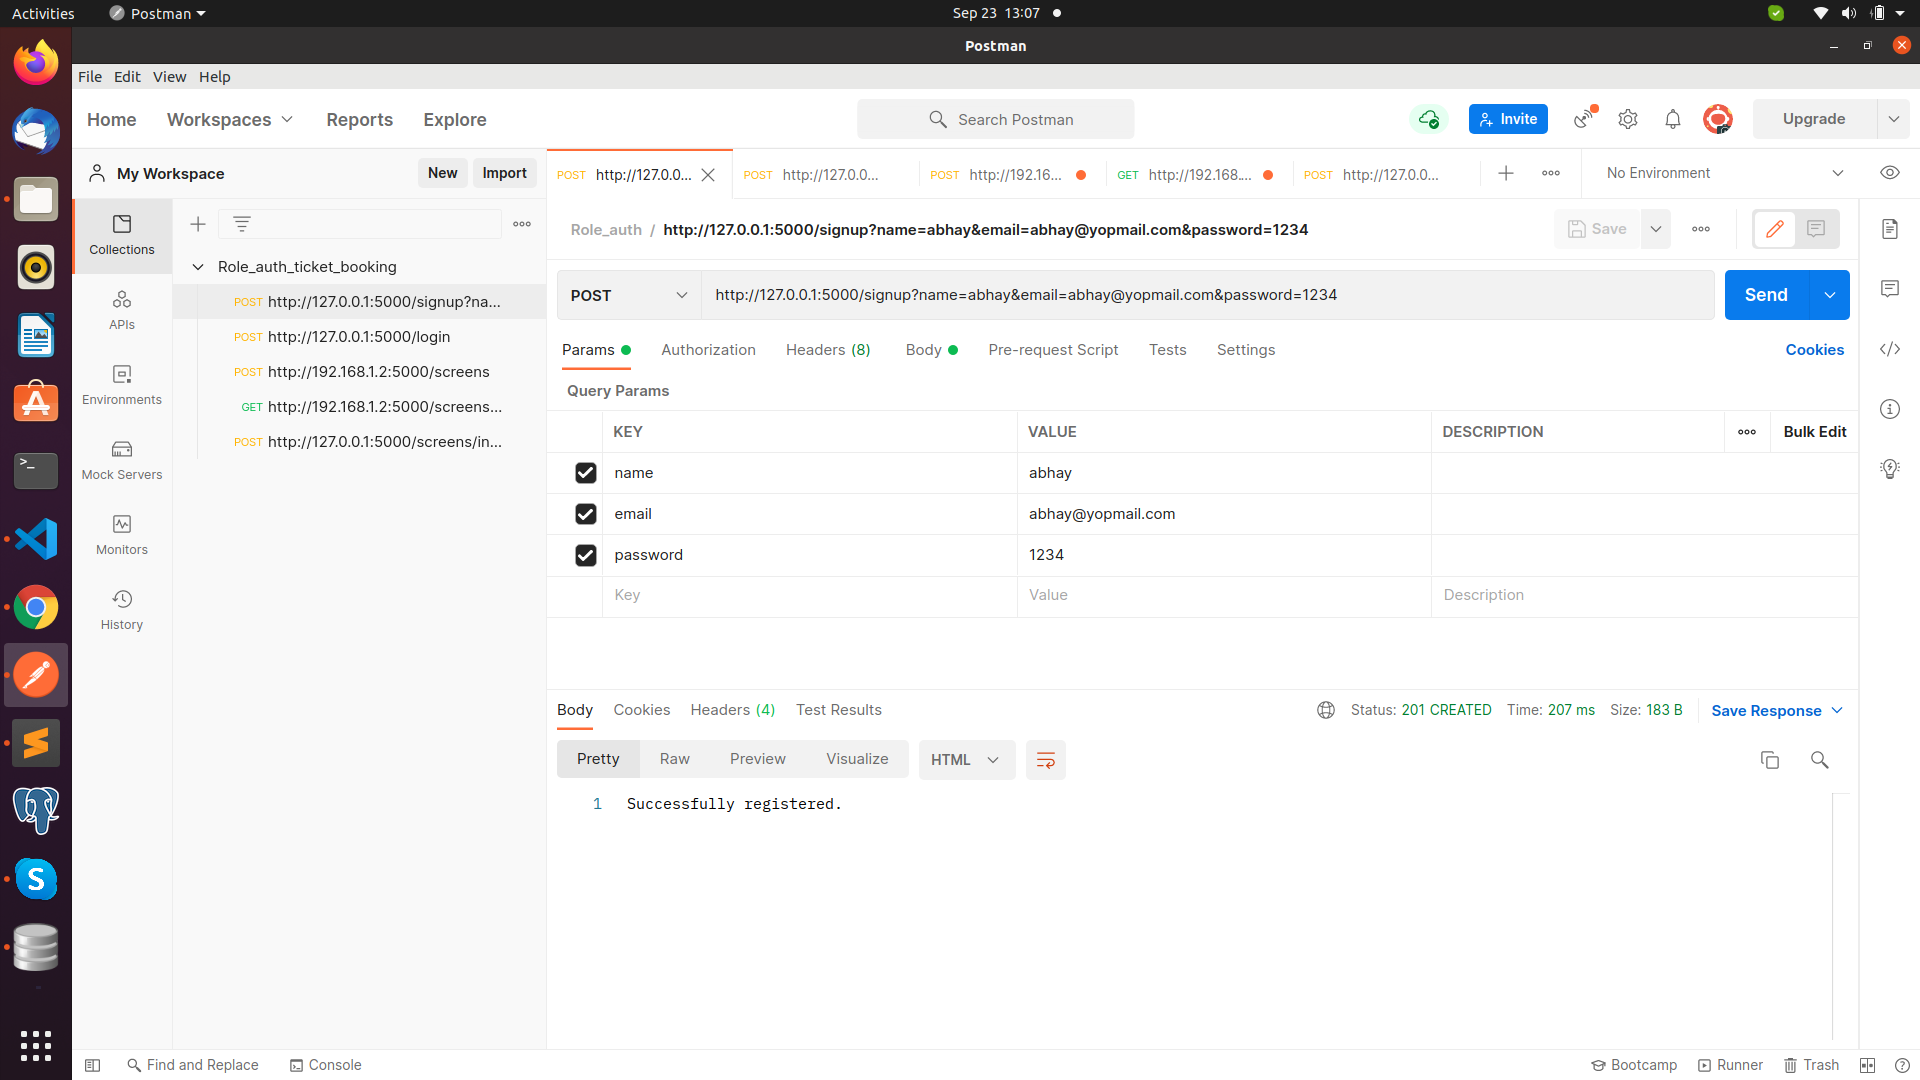 Activities Postman Sep 23 13:07
Postman
File Edit View Help
Home Workspaces Reports Explore Search Postman Invite Upgrade
My Workspace New Import
POST http://127.0.0... POST http://127.0.0... POST http://192.16... GET http://192.168.... POST http://127.0.0... No Environment
Collections
APIs
Environments
Mock Servers
Monitors
History
Role_auth_ticket_booking
POST http://127.0.0.1:5000/signup?na...
POST http://127.0.0.1:5000/login
POST http://192.168.1.2:5000/screens
GET http://192.168.1.2:5000/screens...
POST http://127.0.0.1:5000/screens/in...
Role_auth / http://127.0.0.1:5000/signup?name=abhay&email=abhay@yopmail.com&password=1234 Save
POST http://127.0.0.1:5000/signup?name=abhay&email=abhay@yopmail.com&password=1234 Send
Params Authorization Headers (8) Body Pre-request Script Tests Settings Cookies
Query Params
KEY VALUE DESCRIPTION Bulk Edit
name abhay
email abhay@yopmail.com
password 1234
Key Value Description
Body Cookies Headers (4) Test Results Status: 201 CREATED Time: 207 ms Size: 183 B Save Response
Pretty Raw Preview Visualize HTML
1 Successfully registered.
Find and Replace Console Bootcamp Runner Trash